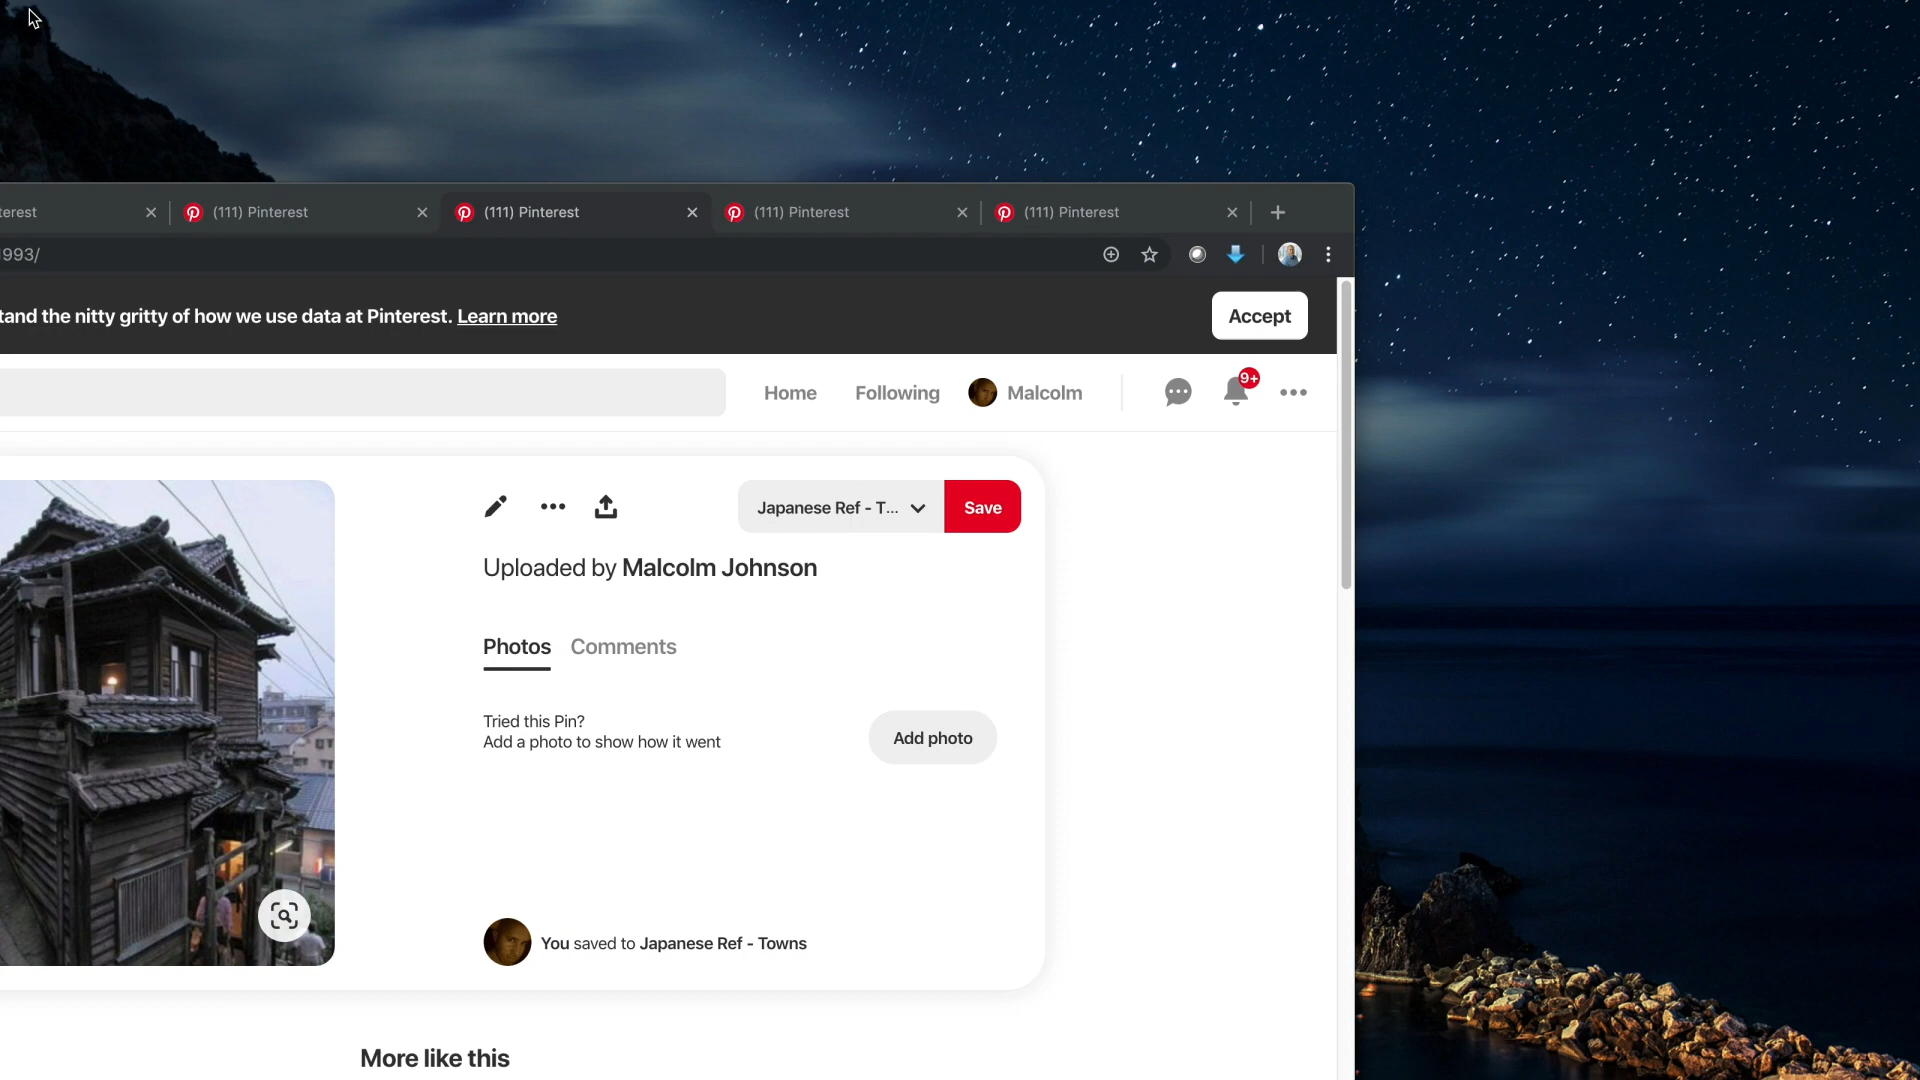 terest
(111) Pinterest
(111) Pinterest
(111) Pinterest
(111) Pinterest
993/
tand the nitty gritty of how we use data at Pinterest. Learn more
Accept
Home
Following
Malcolm
9+
Japanese Ref - T...
Save
Uploaded by Malcolm Johnson
Photos
Comments
Tried this Pin?
Add a photo to show how it went
Add photo
You saved to Japanese Ref - Towns
More like this